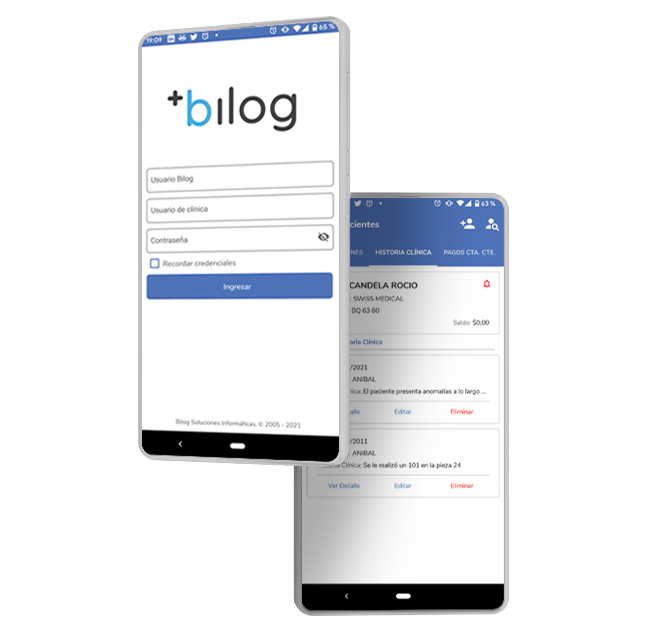 19:09
65 %
+bilog
Usuario Bilog
Usuario de clínica
Contraseña
Recordar credenciales
Ingresar
Bilog Soluciones Informáticas. © 2005 - 2021
63 %
cientes
NES HISTORIA CLÍNICA PAGOS CTA. CTE.
CANDELA ROCIO
SWISS MEDICAL
BQ 63 60
Saldo: $0,00
oria Clínica
/2021
ANIBAL
ínica: El paciente presenta anomalías a lo largo ...
alle Editar Eliminar
/2011
ANIBAL
Clínica: Se le realizó un 101 en la pieza 24
Ver Detalle Editar Eliminar